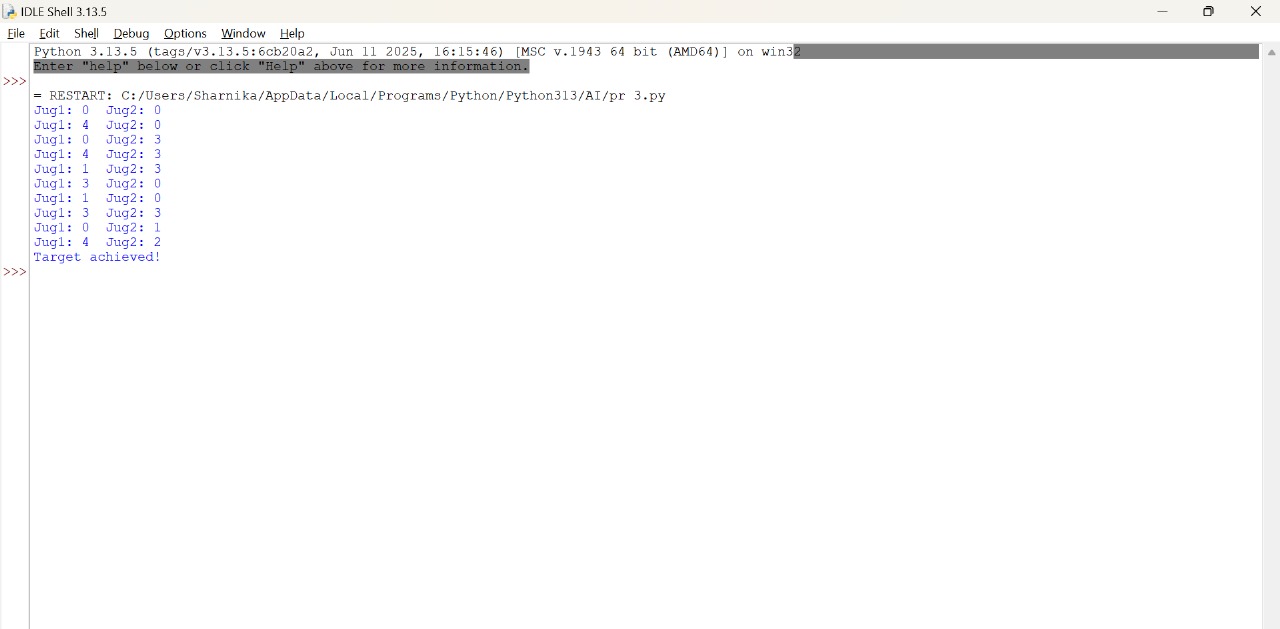 IDLE Shell 3.13.5
File Edit Shell Debug Options Window Help
Python 3.13.5 (tags/v3.13.5:6cb20a2, Jun 11 2025, 16:15:46) [MSC v.1943 64 bit (AMD64)] on win32
Enter "help" below or click "Help" above for more information.
>>>
= RESTART: C:/Users/Sharnika/AppData/Local/Programs/Python/Python313/AI/pr 3.py
Jug1: 0  Jug2: 0
Jug1: 4  Jug2: 0
Jug1: 0  Jug2: 3
Jug1: 4  Jug2: 3
Jug1: 1  Jug2: 3
Jug1: 3  Jug2: 0
Jug1: 1  Jug2: 0
Jug1: 3  Jug2: 3
Jug1: 0  Jug2: 1
Jug1: 4  Jug2: 2
Target achieved!
>>>